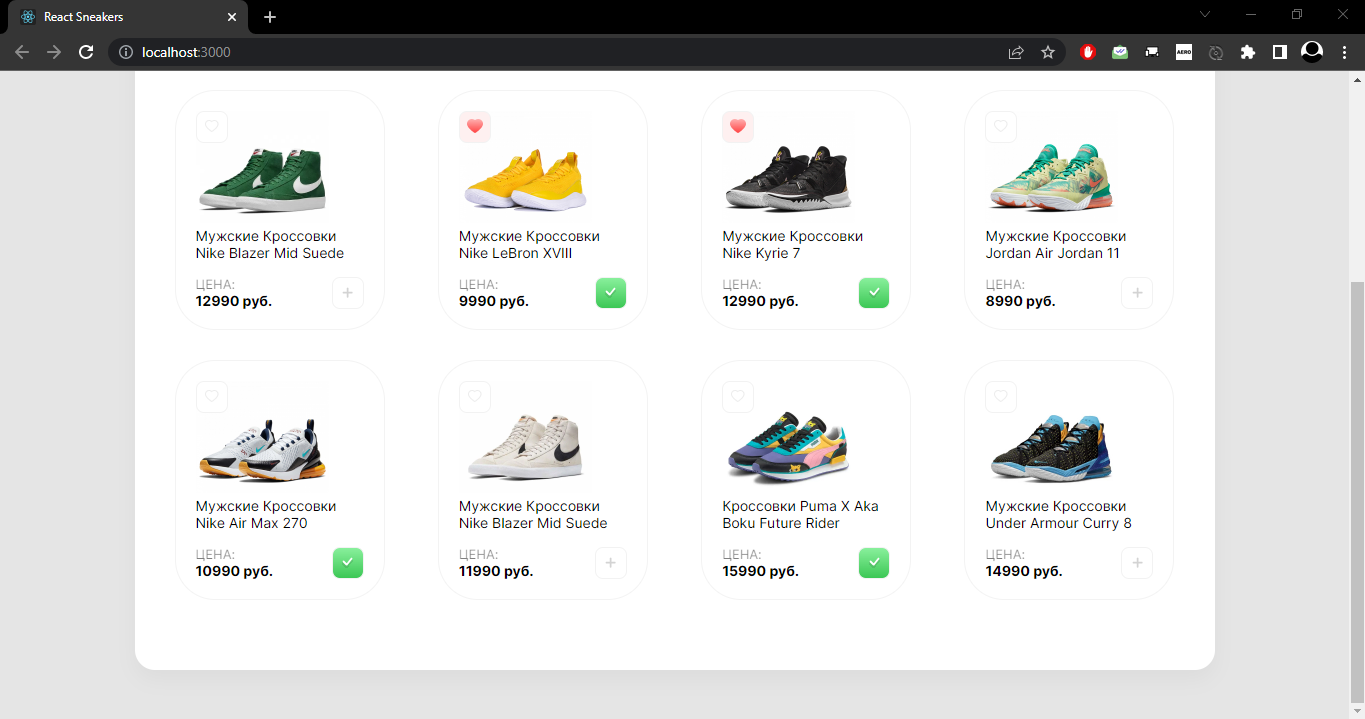 React Sneakers
localhost:3000
AERO
Мужские Кроссовки
Nike Blazer Mid Suede
ЦЕНА:
12990 руб.
Мужские Кроссовки
Nike LeBron XVIII
ЦЕНА:
9990 руб.
Мужские Кроссовки
Nike Kyrie 7
ЦЕНА:
12990 руб.
Мужские Кроссовки
Jordan Air Jordan 11
ЦЕНА:
8990 руб.
Мужские Кроссовки
Nike Air Max 270
ЦЕНА:
10990 руб.
Мужские Кроссовки
Nike Blazer Mid Suede
ЦЕНА:
11990 руб.
Кроссовки Puma X Aka
Boku Future Rider
ЦЕНА:
15990 руб.
Мужские Кроссовки
Under Armour Curry 8
ЦЕНА:
14990 руб.